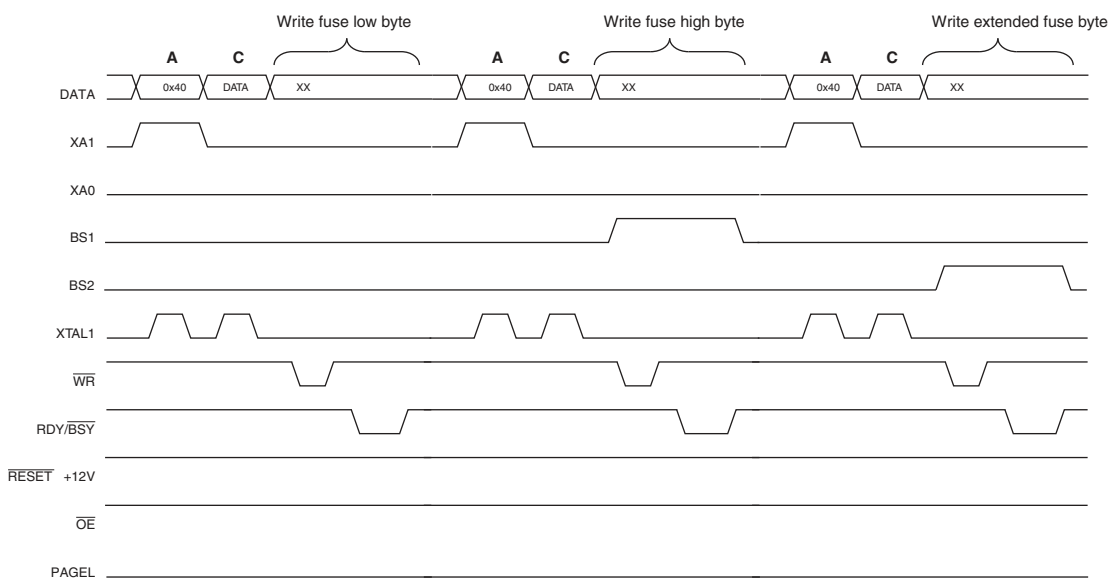 Write fuse low byte Write fuse high byte Write extended fuse byte
A C A C A C
DATA 0x40 DATA XX 0x40 DATA XX 0x40 DATA XX
XA1
XA0
BS1
BS2
XTAL1
WR
RDY/BSY
RESET +12V
OE
PAGEL